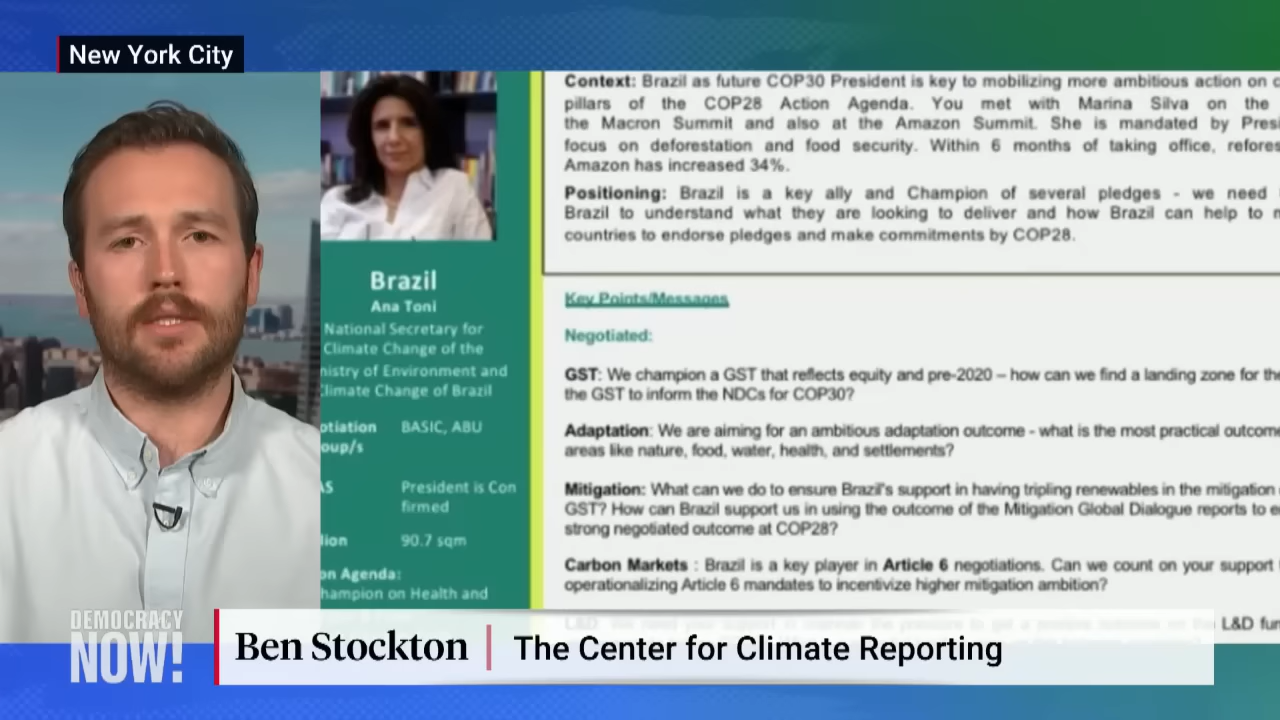 New York City
Context: Brazil as future COP30 President is key to mobilizing more ambitious action on
pillars of the COP28 Action Agenda. You met with Marina Silva on the
the Macron Summit and also at the Amazon Summit. She is mandated by
focus on deforestation and food security. Within 6 months of taking office,
Amazon has increased 34%.
Positioning: Brazil is a key ally and Champion of several pledges - we need
Brazil to understand what they are looking to deliver and how Brazil can help to
countries to endorse pledges and make commitments by COP28.
Brazil
Ana Toni
National Secretary for
Climate Change of the
nistry of Environment and
Climate Change of Brazil
otiation BASIC, ABU
oup/s
AS President is Con
firmed
lion 90.7 sqm
on Agenda:
hampion on Health and
Key Points/Messages
Negotiated:
GST: We champion a GST that reflects equity and pre-2020 – how can we find a landing zone for the
the GST to inform the NDCs for COP30?
Adaptation: We are aiming for an ambitious adaptation outcome - what is the most practical outcome
areas like nature, food, water, health, and settlements?
Mitigation: What can we do to ensure Brazil's support in having tripling renewables in the mitigation
GST? How can Brazil support us in using the outcome of the Mitigation Global Dialogue reports to
strong negotiated outcome at COP28?
Carbon Markets : Brazil is a key player in Article 6 negotiations. Can we count on your support
operationalizing Article 6 mandates to incentivize higher mitigation ambition?
L&D
DEMOCRACY
NOW!
Ben Stockton
The Center for Climate Reporting